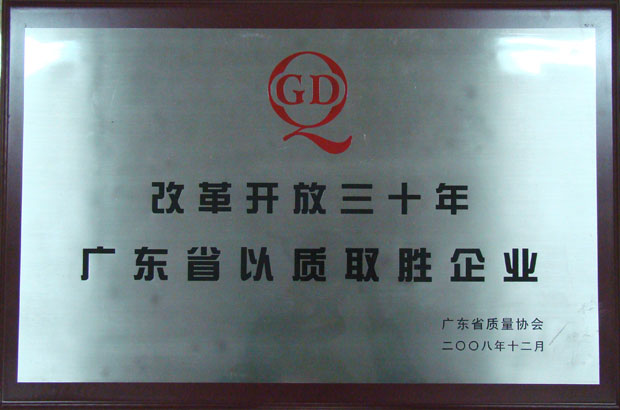 GDQ
改革开放三十年
广东省以质取胜企业
广东省质量协会
二〇〇八年十二月